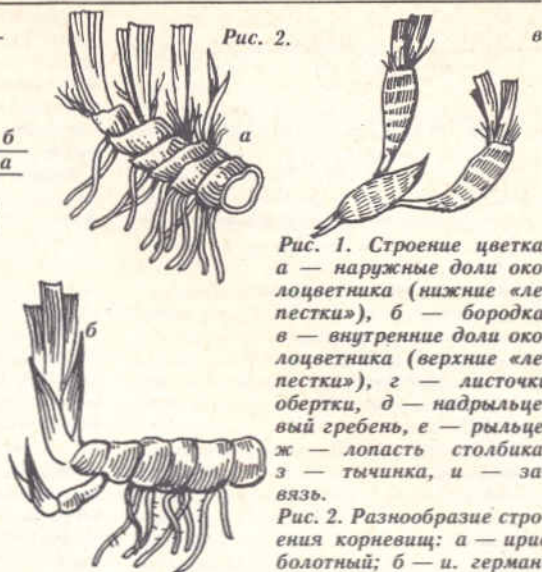 Рис. 2.
в
а
б
а
б
Рис. 1. Строение цветка
а — наружные доли око
лоцветника (нижние «ле
пестки»), б — бородка
в — внутренние доли око
лоцветника (верхние «ле
пестки»), г — листочки
обертки, д — надрыльце
вый гребень, е — рыльце
ж — лопасть столбика
з — тычинка, и — за
вязь.
Рис. 2. Разнообразие стро
ения корневищ: а — ирис
болотный; б — и. герман